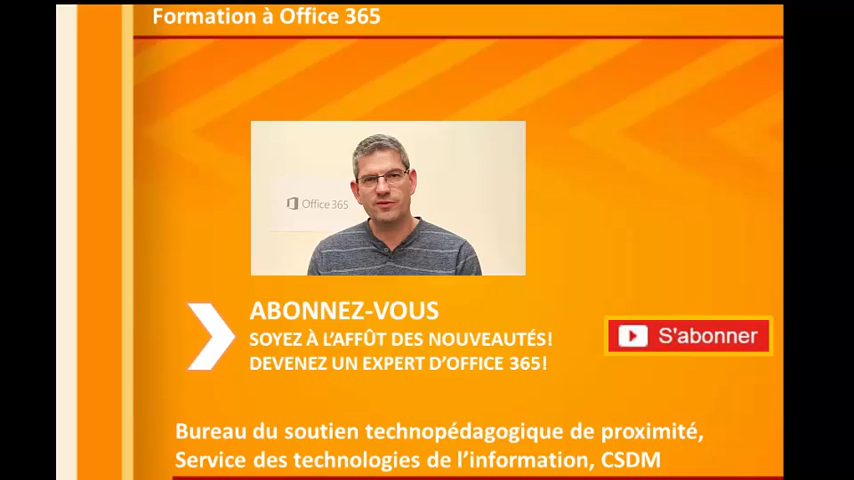 Formation à Office 365
Office 365
ABONNEZ-VOUS
SOYEZ À L'AFFÛT DES NOUVEAUTÉS!
DEVENEZ UN EXPERT D'OFFICE 365!
S'abonner
Bureau du soutien technopédagogique de proximité,
Service des technologies de l'information, CSDM